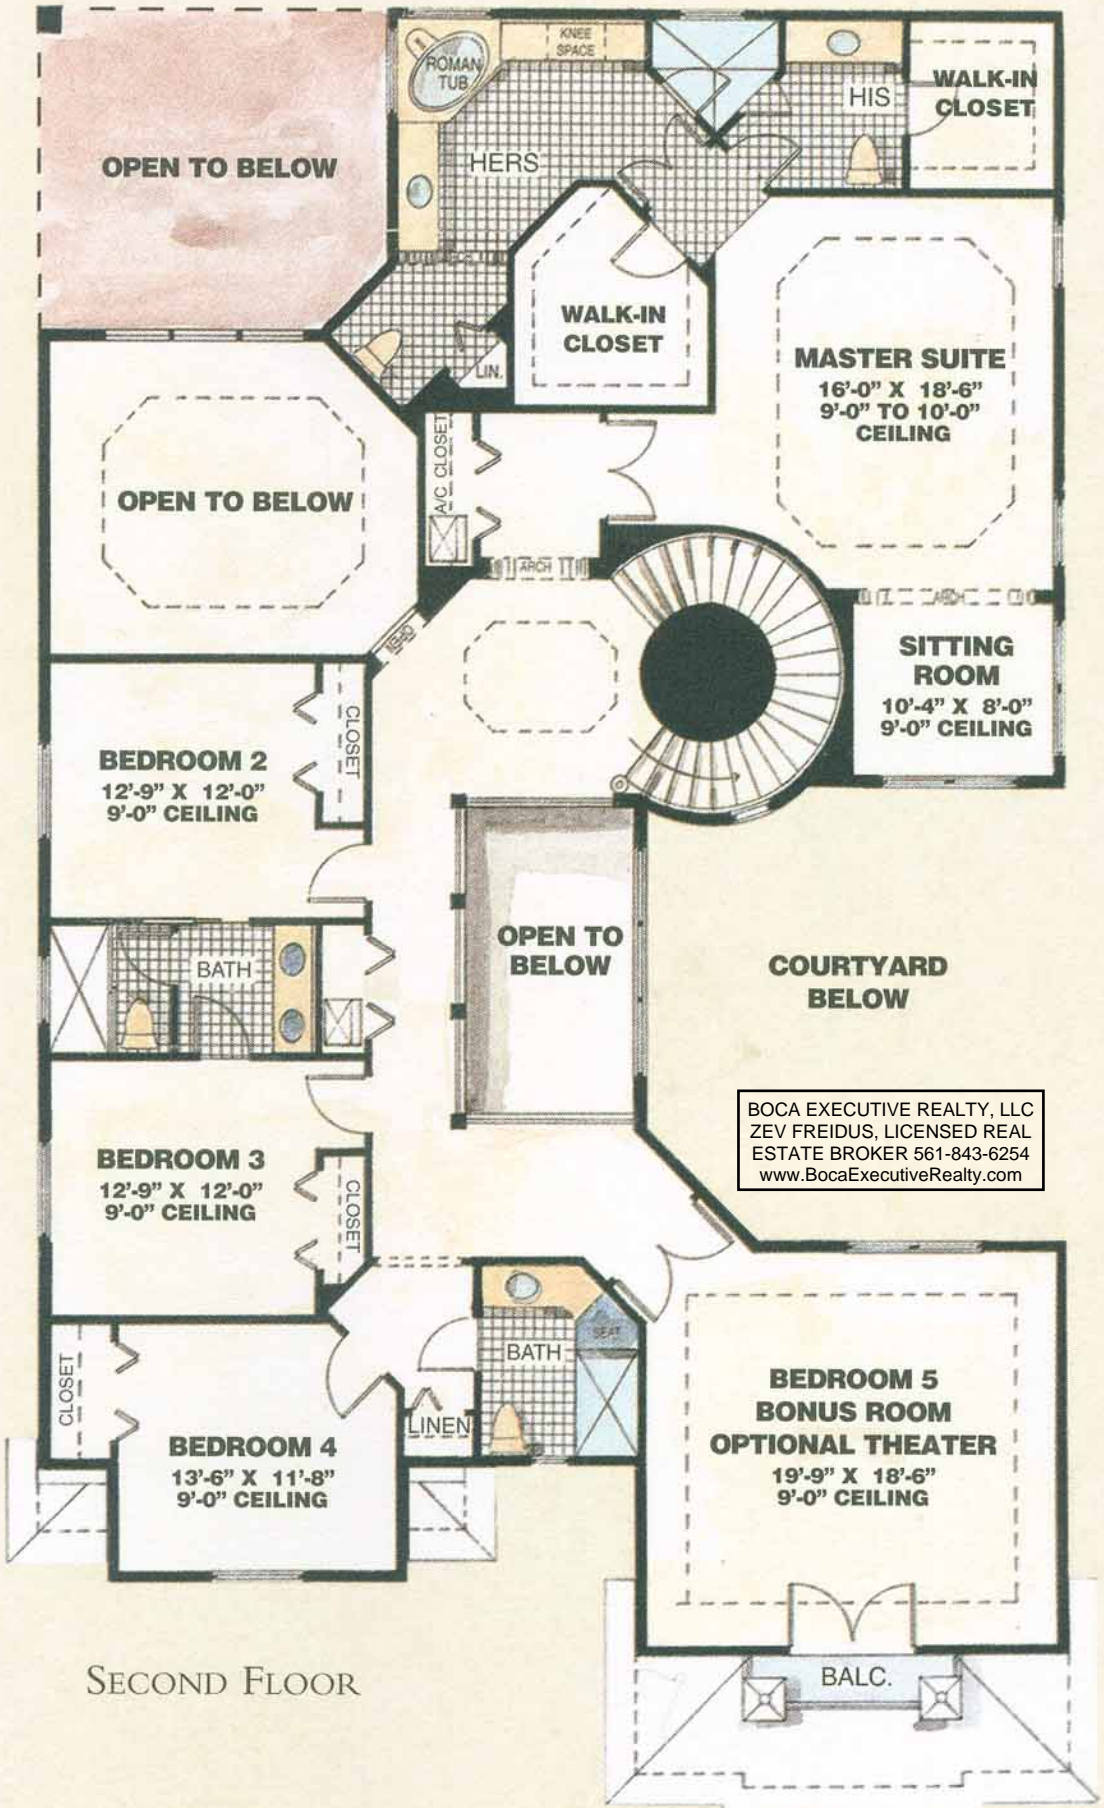 KNEE
SPACE
ROMAN
TUB
HIS
WALK-IN
CLOSET
OPEN TO BELOW
HERS
WALK-IN
CLOSET
LIN.
MASTER SUITE
16'-0" X 18'-6"
9'-0" TO 10'-0"
CEILING
A/C CLOSET
OPEN TO BELOW
ARCH
ARCH
OPEN
SITTING
ROOM
10'-4" X 8'-0"
9'-0" CEILING
BEDROOM 2
12'-9" X 12'-0"
9'-0" CEILING
CLOSET
OPEN TO
BELOW
COURTYARD
BELOW
BATH
BOCA EXECUTIVE REALTY, LLC
ZEV FREIDUS, LICENSED REAL
ESTATE BROKER 561-843-6254
www.BocaExecutiveRealty.com
BEDROOM 3
12'-9" X 12'-0"
9'-0" CEILING
CLOSET
SEAT
BATH
CLOSET
LINEN
BEDROOM 4
13'-6" X 11'-8"
9'-0" CEILING
BEDROOM 5
BONUS ROOM
OPTIONAL THEATER
19'-9" X 18'-6"
9'-0" CEILING
BALC.
SECOND FLOOR